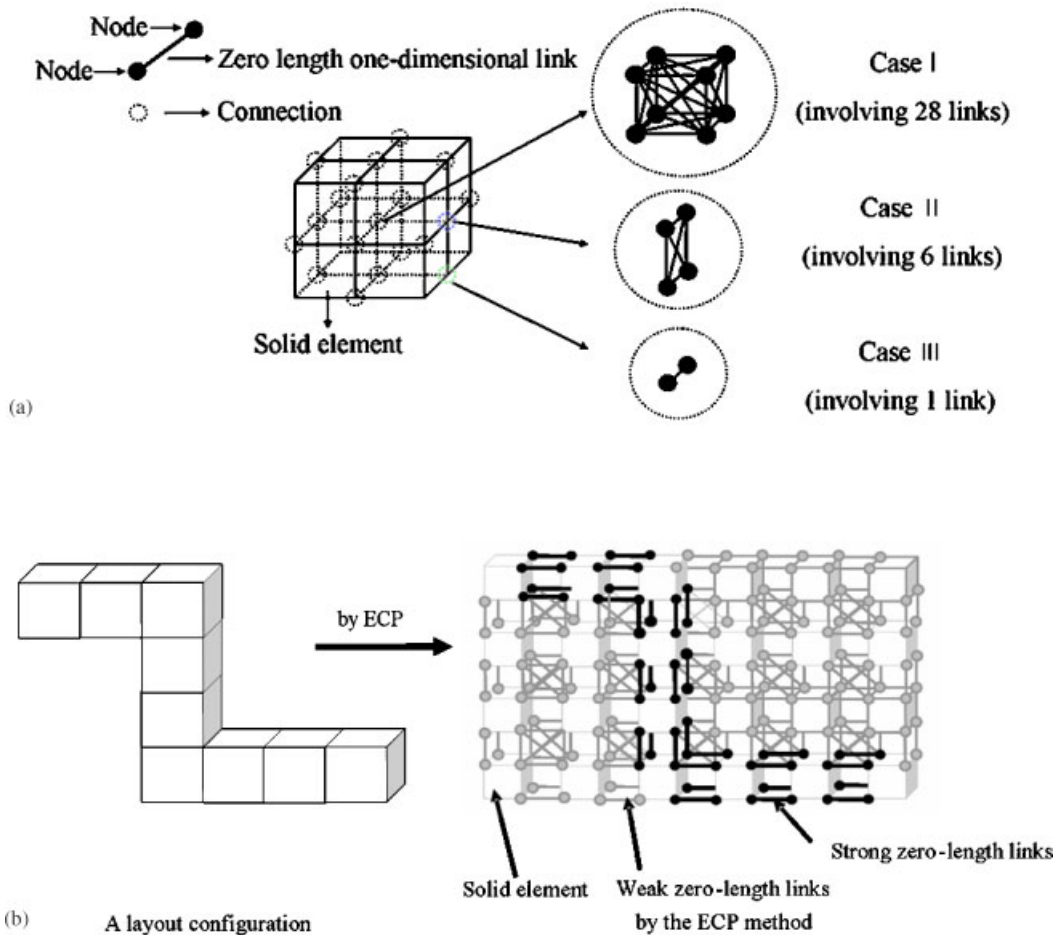 Node
Node
Zero length one-dimensional link
Connection
Solid element
Case I
(involving 28 links)
Case II
(involving 6 links)
Case III
(involving 1 link)
(a)
by ECP
Strong zero-length links
Solid element
Weak zero-length links
by the ECP method
(b)
A layout configuration